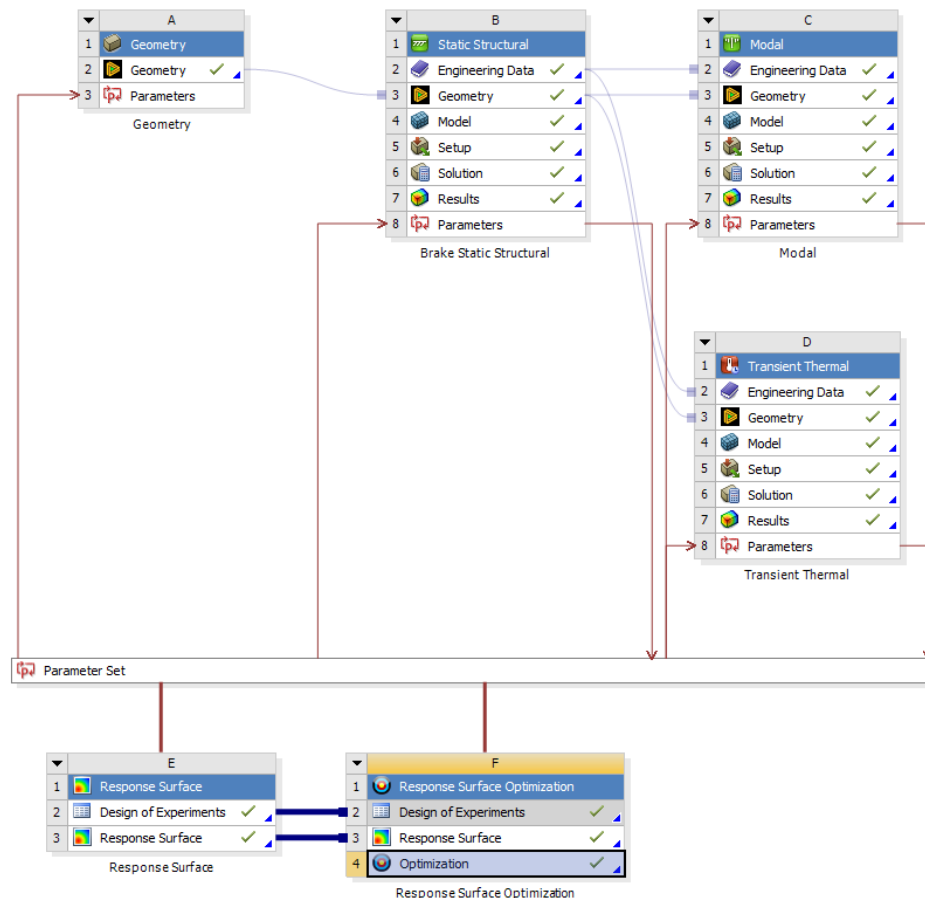 A
1 Geometry
2 Geometry
3 Parameters
Geometry
B
1 Static Structural
2 Engineering Data
3 Geometry
4 Model
5 Setup
6 Solution
7 Results
8 Parameters
Brake Static Structural
C
1 Modal
2 Engineering Data
3 Geometry
4 Model
5 Setup
6 Solution
7 Results
8 Parameters
Modal
D
1 Transient Thermal
2 Engineering Data
3 Geometry
4 Model
5 Setup
6 Solution
7 Results
8 Parameters
Transient Thermal
Parameter Set
E
1 Response Surface
2 Design of Experiments
3 Response Surface
Response Surface
F
1 Response Surface Optimization
2 Design of Experiments
3 Response Surface
4 Optimization
Response Surface Optimization